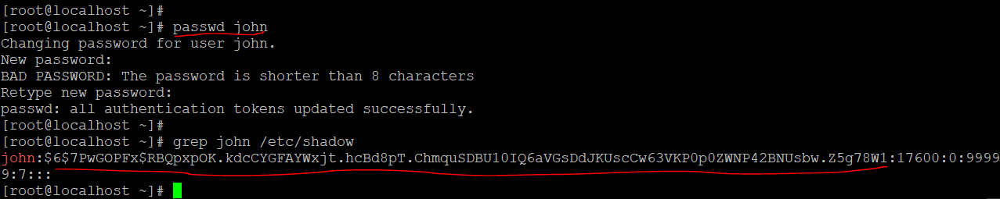 [root@localhost ~]#
[root@localhost ~]# passwd john
Changing password for user john.
New password:
BAD PASSWORD: The password is shorter than 8 characters
Retype new password:
passwd: all authentication tokens updated successfully.
[root@localhost ~]#
[root@localhost ~]# grep john /etc/shadow
john:$6$7PwGOPFx$RBQpxpOK.kdcCYGFAYWxjt.hcBd8pT.ChmquSDBU10IQ6aVGsDdJKUscCw63VKP0p0ZWNP42BNUsbw.Z5g78W1:17600:0:9999
9:7:::
[root@localhost ~]#